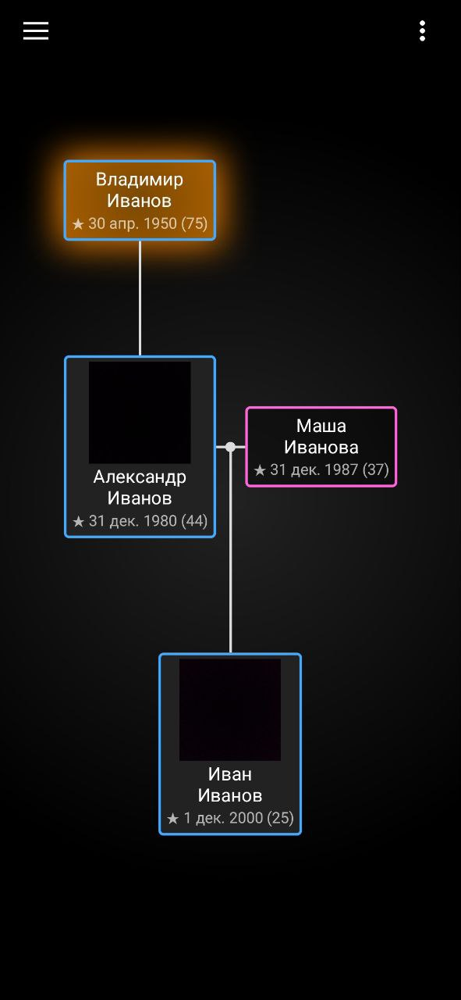 Владимир
Иванов
★ 30 апр. 1950 (75)
Александр
Иванов
★ 31 дек. 1980 (44)
Маша
Иванова
★ 31 дек. 1987 (37)
Иван
Иванов
★ 1 дек. 2000 (25)